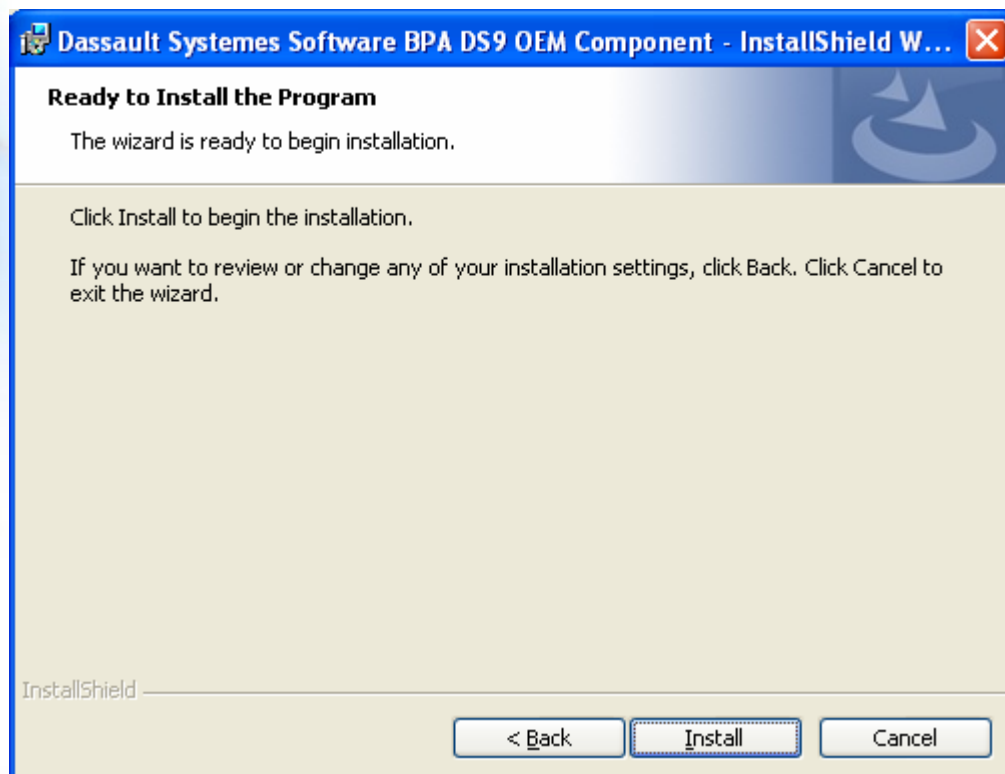 Dassault Systemes Software BPA DS9 OEM Component - InstallShield W...
Ready to Install the Program
The wizard is ready to begin installation.
Click Install to begin the installation.
If you want to review or change any of your installation settings, click Back. Click Cancel to
exit the wizard.
InstallShield
< Back
Install
Cancel